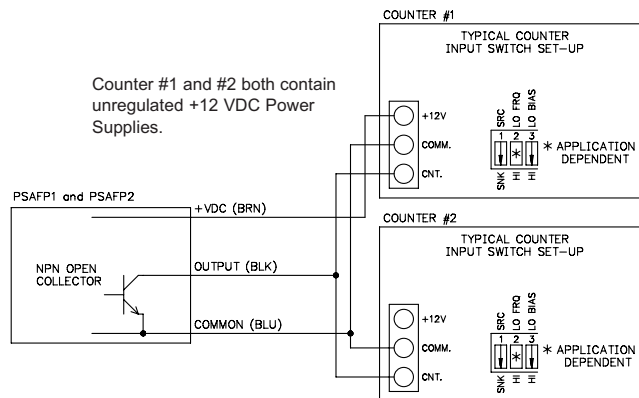 COUNTER #1
TYPICAL COUNTER
INPUT SWITCH SET-UP
Counter #1 and #2 both contain
unregulated +12 VDC Power
Supplies.
+12V
COMM.
CNT.
SRC
LO FRQ
LO BIAS
1 2 3
*
SNK
HI
HI
* APPLICATION
DEPENDENT
PSAFP1 and PSAFP2
+VDC (BRN)
NPN OPEN
COLLECTOR
OUTPUT (BLK)
COMMON (BLU)
COUNTER #2
TYPICAL COUNTER
INPUT SWITCH SET-UP
+12V
COMM.
CNT.
SRC
LO FRQ
LO BIAS
1 2 3
*
SNK
HI
HI
* APPLICATION
DEPENDENT